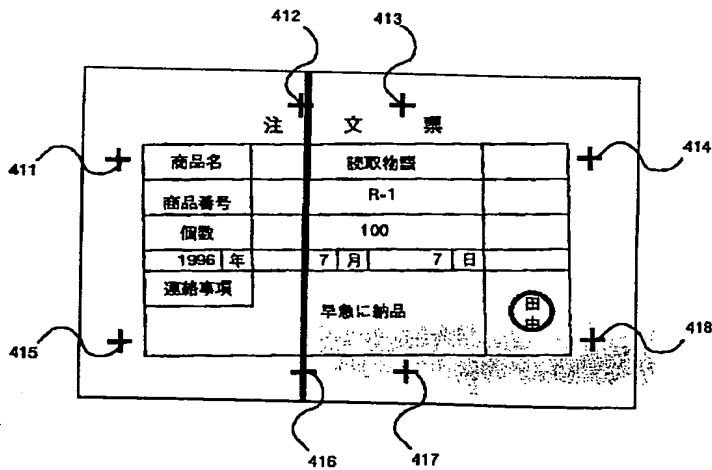 412 413
注文票
411 414
商品名 読取物語
商品番号 R-1
個数 100
1996 年 7 月 7 日
連絡事項
早急に納品
田
由
415 418
416 417